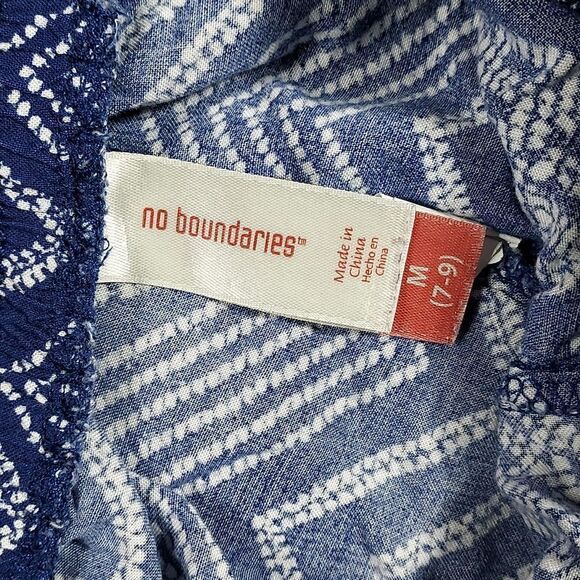 no boundaries™
Made in
China
Hecho en
China
M
(7-9)